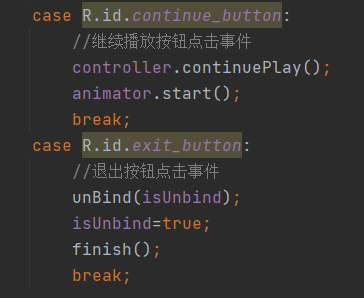 case R.id.continue_button:
//继续播放按钮点击事件
controller.continuePlay();
animator.start();
break;
case R.id.exit_button:
//退出按钮点击事件
unBind(isUnbind);
isUnbind=true;
finish();
break;